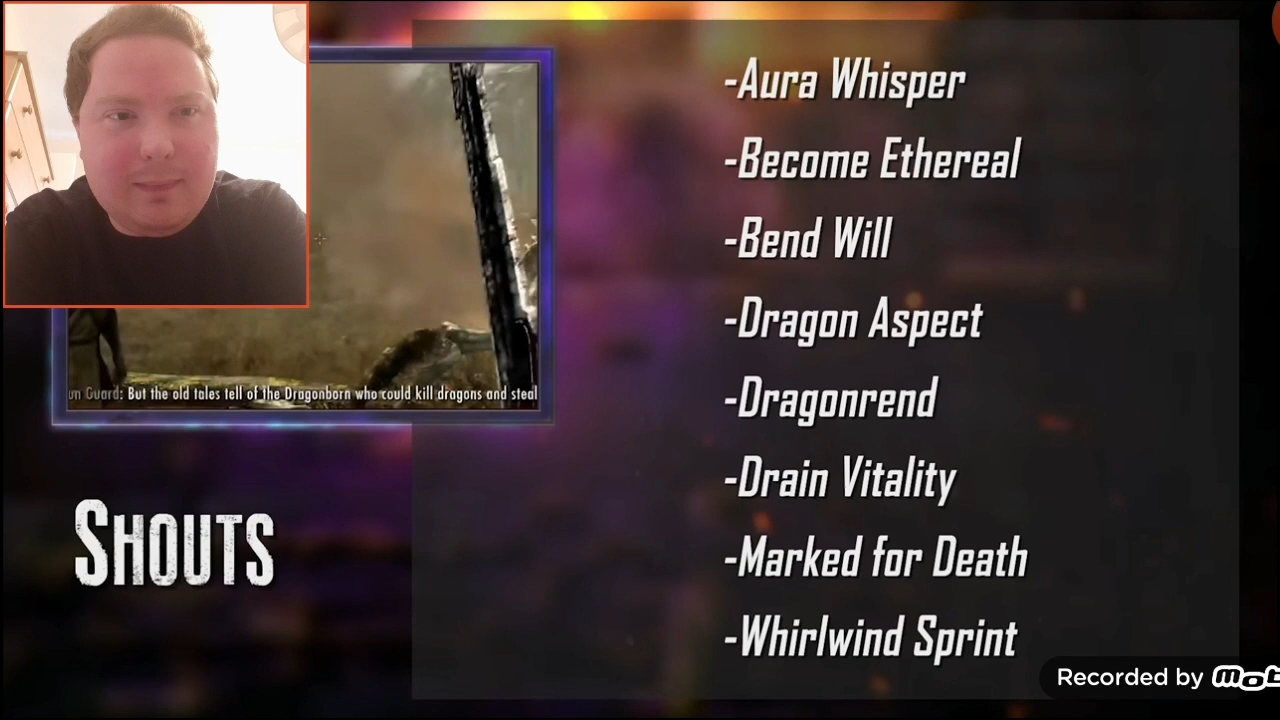 -Aura Whisper
-Become Ethereal
-Bend Will
-Dragon Aspect
-Dragonrend
-Drain Vitality
-Marked for Death
-Whirlwind Sprint
Guard: But the old tales tell of the Dragonborn who could kill dragons and steal
Shouts
Recorded by